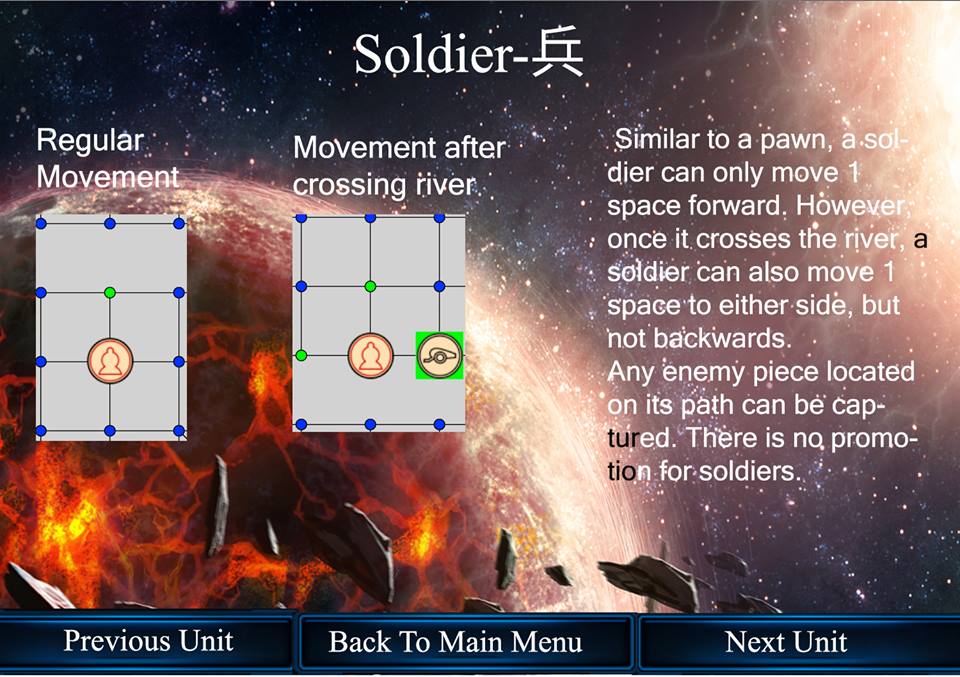 Soldier-兵
Regular
Movement
Movement after
crossing river
Similar to a pawn, a sol-
dier can only move 1
space forward. However,
once it crosses the river, a
soldier can also move 1
space to either side, but
not backwards.
Any enemy piece located
on its path can be cap-
tured. There is no promo-
tion for soldiers.
Previous Unit
Back To Main Menu
Next Unit